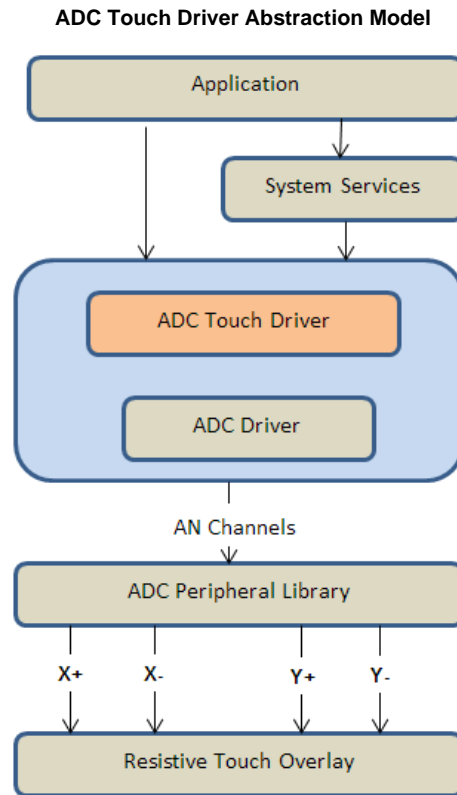 ADC Touch Driver Abstraction Model
Application
System Services
ADC Touch Driver
ADC Driver
AN Channels
ADC Peripheral Library
X+ X- Y+ Y-
Resistive Touch Overlay